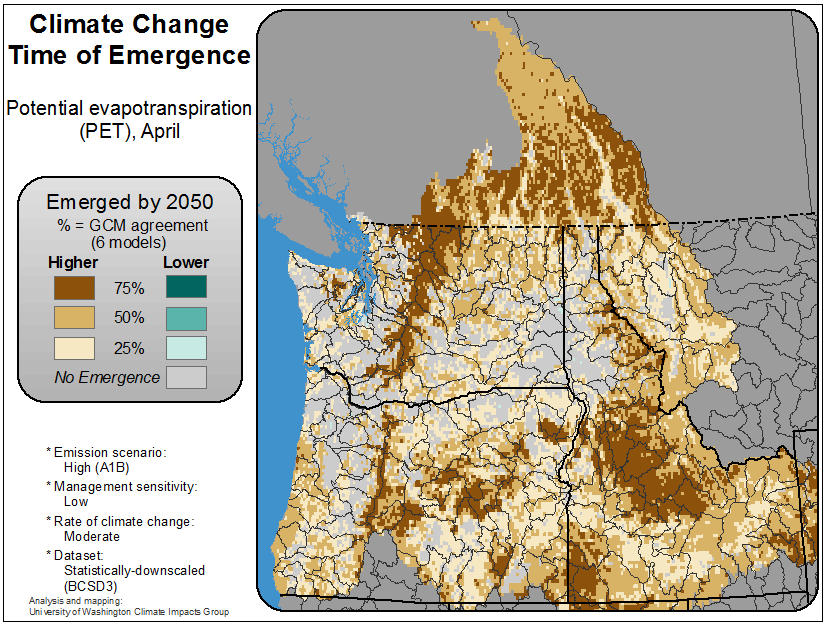 Climate Change
Time of Emergence
Potential evapotranspiration
(PET), April
Emerged by 2050
% = GCM agreement
(6 models)
Higher Lower
75%
50%
25%
No Emergence
* Emission scenario:
High (A1B)
* Management sensitivity:
Low
* Rate of climate change:
Moderate
* Dataset:
Statistically-downscaled
(BCSD3)
Analysis and mapping:
University of Washington Climate Impacts Group